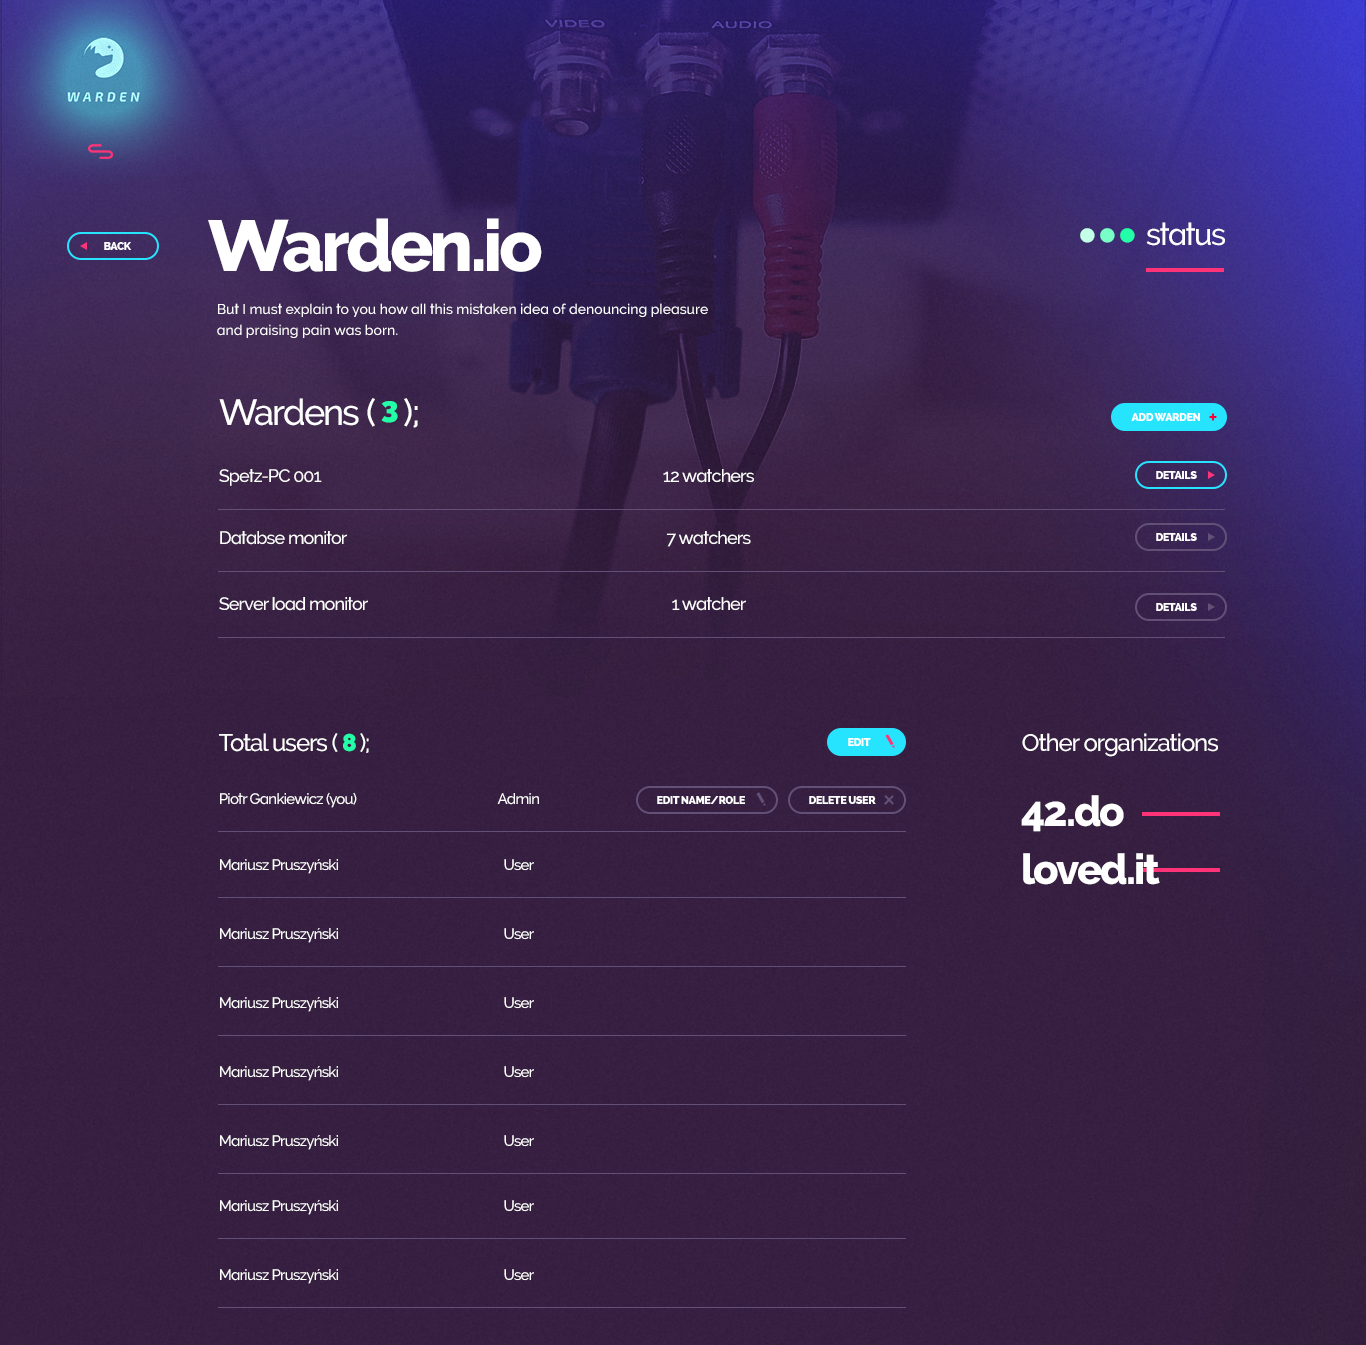 VIDEO
AUDIO
WARDEN
BACK
Warden.io
status
But I must explain to you how all this mistaken idea of denouncing pleasure
and praising pain was born.
Wardens ( 3 );
ADD WARDEN +
Spetz-PC 001 12 watchers DETAILS
Databse monitor 7 watchers DETAILS
Server load monitor 1 watcher DETAILS
Total users ( 8 );
EDIT
Piotr Gankiewicz (you) Admin EDIT NAME/ROLE DELETE USER
Mariusz Pruszyński User
Mariusz Pruszyński User
Mariusz Pruszyński User
Mariusz Pruszyński User
Mariusz Pruszyński User
Mariusz Pruszyński User
Mariusz Pruszyński User
Other organizations
42.do
loved.it